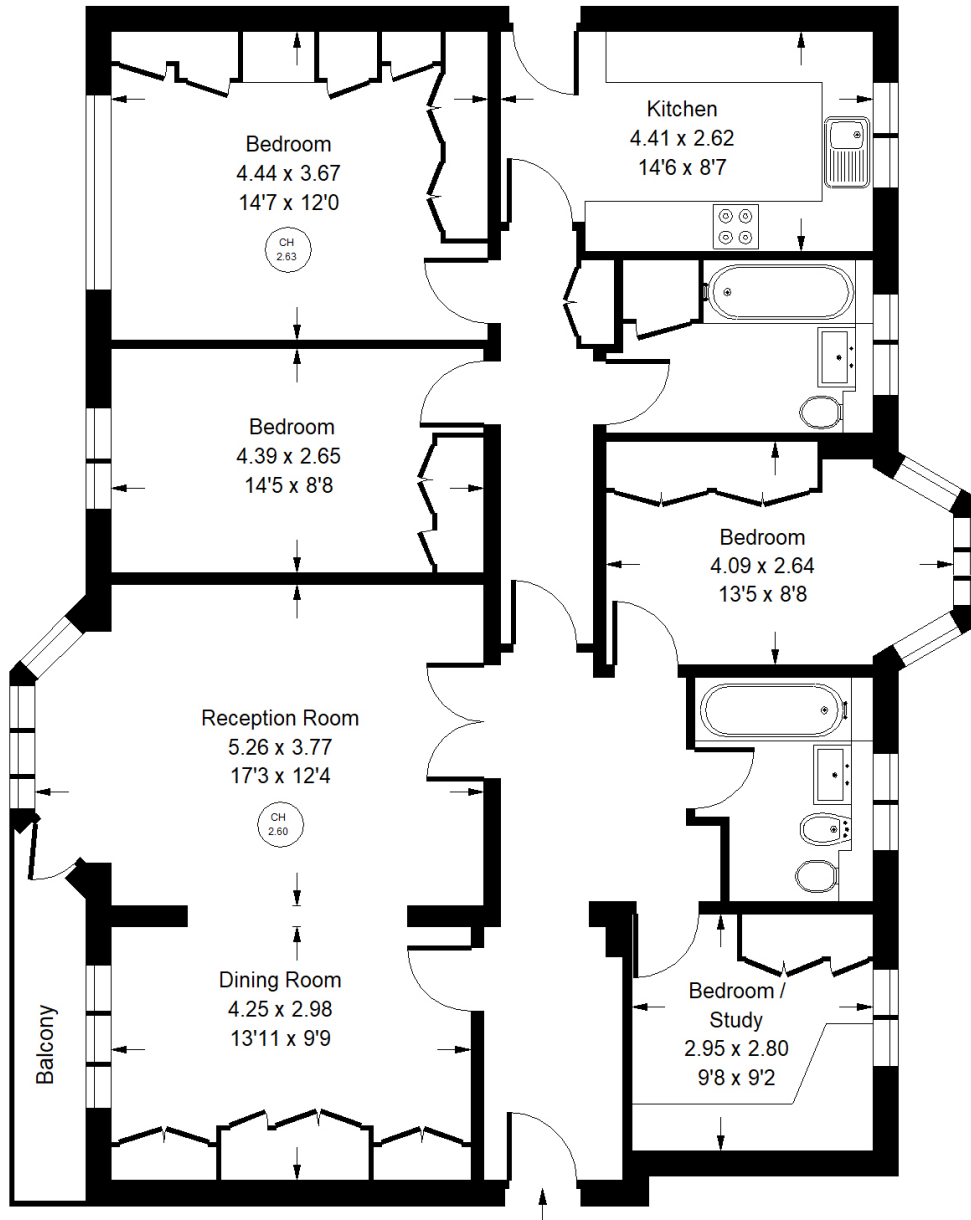 Kitchen
4.41 x 2.62
14'6 x 8'7
Bedroom
4.44 x 3.67
14'7 x 12'0
CH
2.63
Bedroom
4.39 x 2.65
14'5 x 8'8
Bedroom
4.09 x 2.64
13'5 x 8'8
Reception Room
5.26 x 3.77
17'3 x 12'4
CH
2.60
Dining Room
4.25 x 2.98
13'11 x 9'9
Bedroom /
Study
2.95 x 2.80
9'8 x 9'2
Balcony